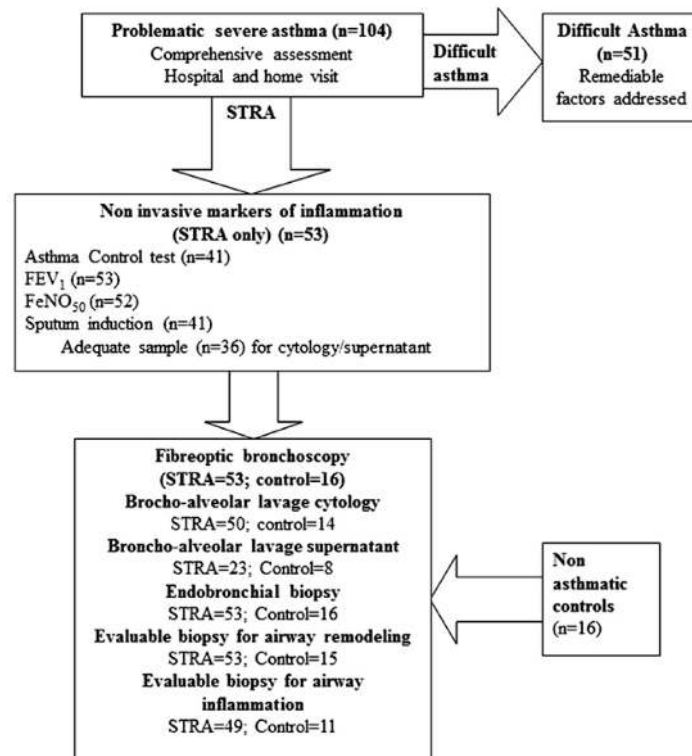 Problematic severe asthma (n=104)
Comprehensive assessment
Hospital and home visit
Difficult
asthma
Difficult Asthma
(n=51)
Remediable
factors addressed
STRA
Non invasive markers of inflammation
(STRA only) (n=53)
Asthma Control test (n=41)
FEV₁ (n=53)
FeNO₅₀ (n=52)
Sputum induction (n=41)
Adequate sample (n=36) for cytology/supernatant
Fibreoptic bronchoscopy
(STRA=53; control=16)
Brocho-alveolar lavage cytology
STRA=50; control=14
Broncho-alveolar lavage supernatant
STRA=23; Control=8
Endobronchial biopsy
STRA=53; Control=16
Evaluable biopsy for airway remodeling
STRA=53; Control=15
Evaluable biopsy for airway
inflammation
STRA=49; Control=11
Non
asthmatic
controls
(n=16)